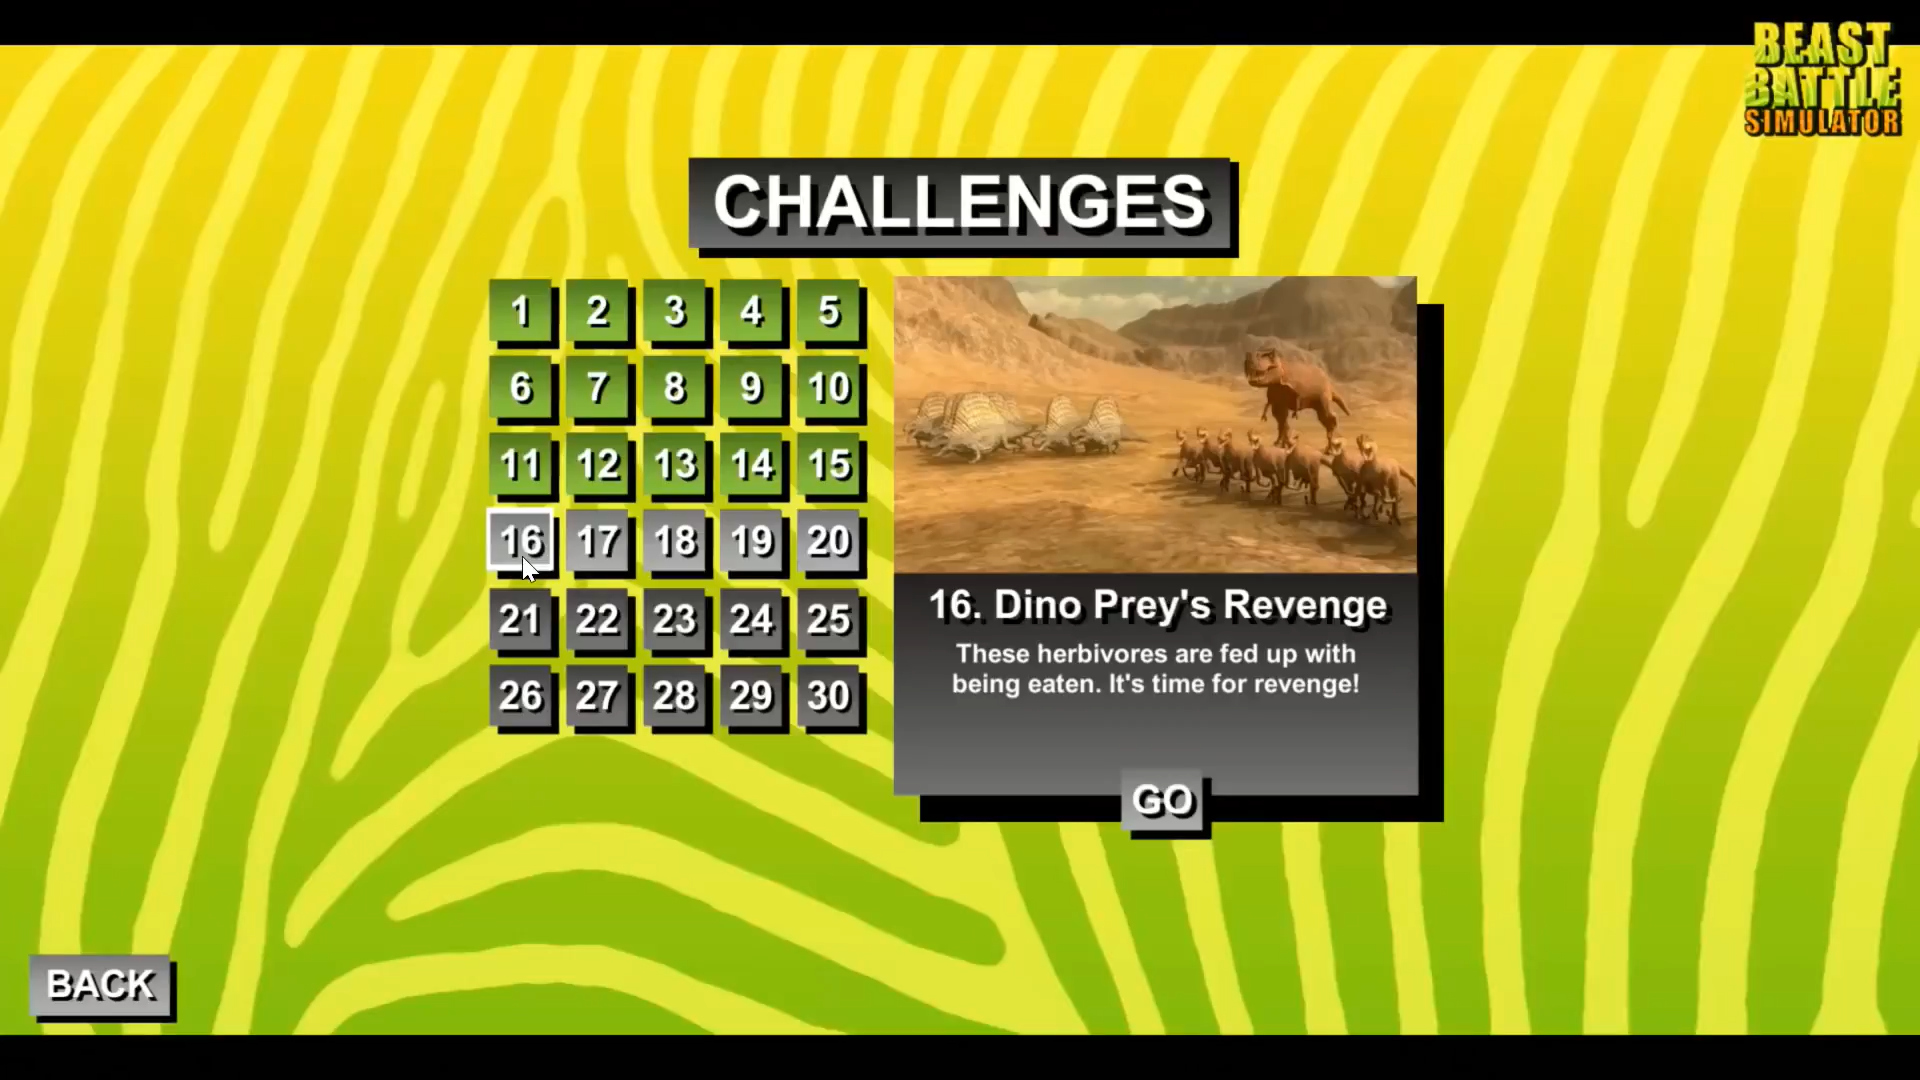 BEAST
BATTLE
SIMULATOR
CHALLENGES
1 2 3 4 5
6 7 8 9 10
11 12 13 14 15
16 17 18 19 20
21 22 23 24 25
26 27 28 29 30
16. Dino Prey's Revenge
These herbivores are fed up with
being eaten. It's time for revenge!
GO
BACK